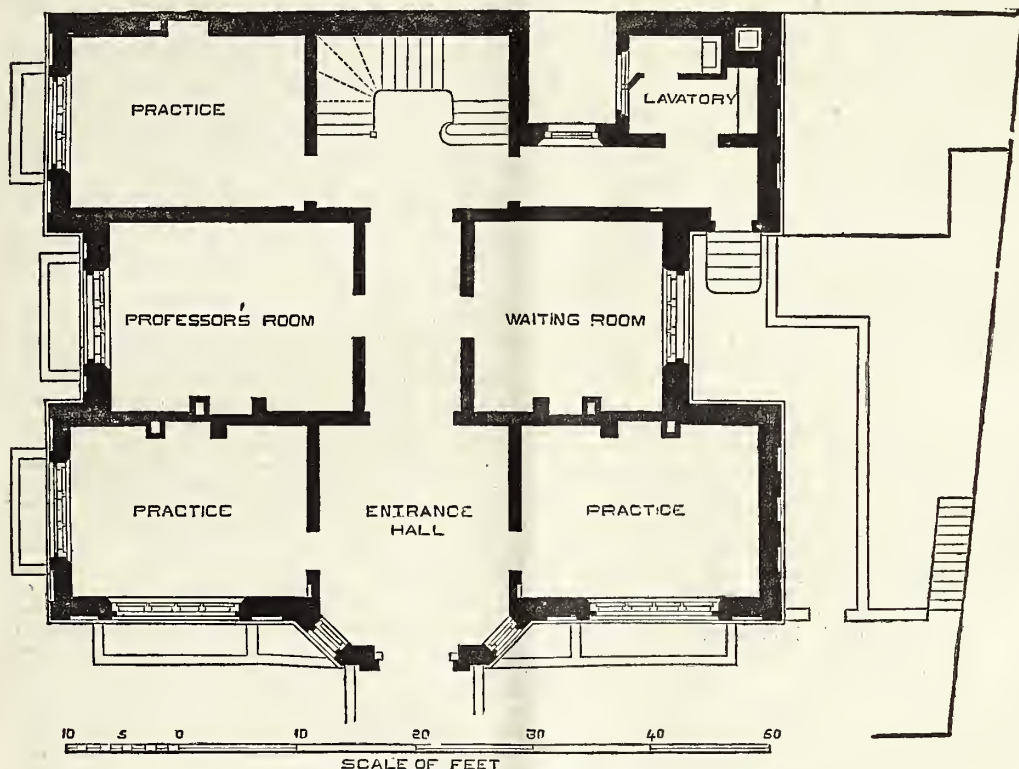 PRACTICE
LAVATORY
PROFESSOR'S ROOM
WAITING ROOM
PRACTICE
ENTRANCE
HALL
PRACTICE
10 5 0 10 20 30 40 50
SCALE OF FEET